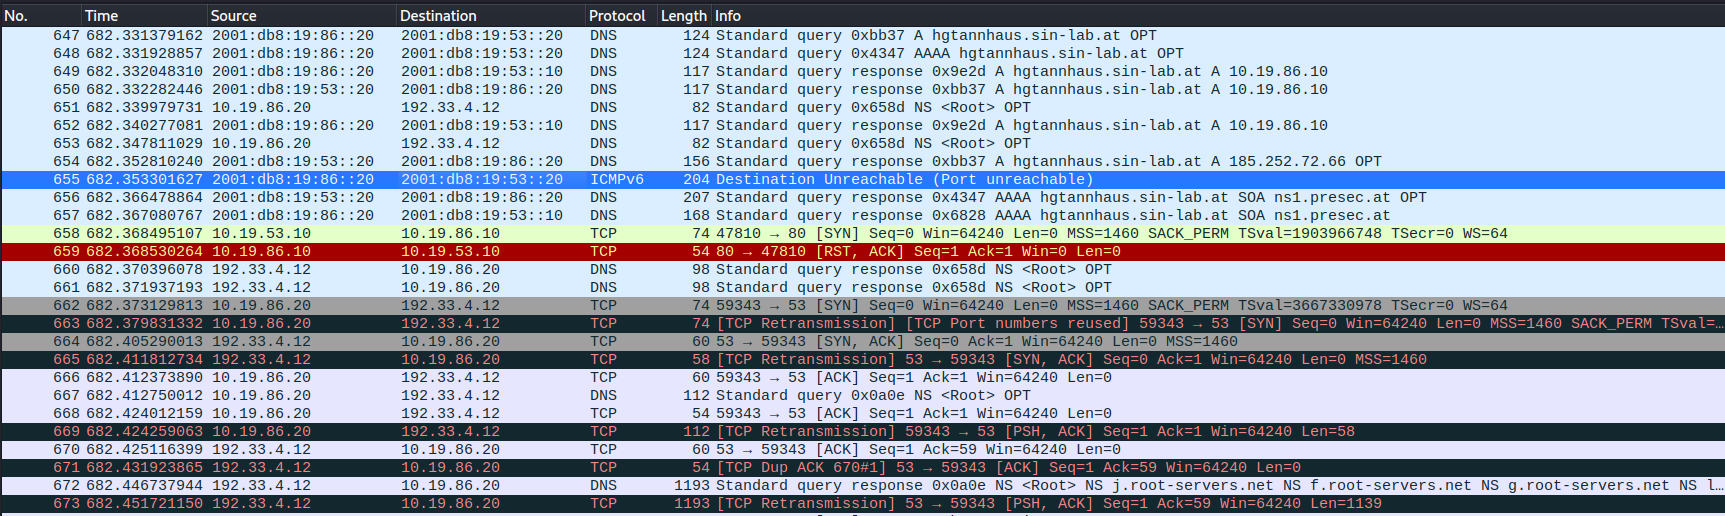 No. Time Source Destination Protocol Length Info
647 682.331379162 2001:db8:19:86::20 2001:db8:19:53::20 DNS 124 Standard query 0xbb37 A hgtannhaus.sin-lab.at OPT
648 682.331928857 2001:db8:19:86::20 2001:db8:19:53::20 DNS 124 Standard query 0x4347 AAAA hgtannhaus.sin-lab.at OPT
649 682.332048310 2001:db8:19:86::20 2001:db8:19:53::10 DNS 117 Standard query response 0x9e2d A hgtannhaus.sin-lab.at A 10.19.86.10
650 682.332282446 2001:db8:19:53::20 2001:db8:19:86::20 DNS 117 Standard query response 0xbb37 A hgtannhaus.sin-lab.at A 10.19.86.10
651 682.339979731 10.19.86.20 192.33.4.12 DNS 82 Standard query 0x658d NS <Root> OPT
652 682.340277081 2001:db8:19:86::20 2001:db8:19:53::10 DNS 117 Standard query response 0x9e2d A hgtannhaus.sin-lab.at A 10.19.86.10
653 682.347811029 10.19.86.20 192.33.4.12 DNS 82 Standard query 0x658d NS <Root> OPT
654 682.352810240 2001:db8:19:53::20 2001:db8:19:86::20 DNS 156 Standard query response 0xbb37 A hgtannhaus.sin-lab.at A 185.252.72.66 OPT
655 682.353301627 2001:db8:19:86::20 2001:db8:19:53::20 ICMPv6 204 Destination Unreachable (Port unreachable)
656 682.366478864 2001:db8:19:53::20 2001:db8:19:86::20 DNS 207 Standard query response 0x4347 AAAA hgtannhaus.sin-lab.at SOA ns1.presec.at OPT
657 682.367080767 2001:db8:19:86::20 2001:db8:19:53::10 DNS 168 Standard query response 0x6828 AAAA hgtannhaus.sin-lab.at SOA ns1.presec.at
658 682.368495107 10.19.53.10 10.19.86.10 TCP 74 47810 → 80 [SYN] Seq=0 Win=64240 Len=0 MSS=1460 SACK_PERM TSval=1903966748 TSecr=0 WS=64
659 682.368530264 10.19.86.10 10.19.53.10 TCP 54 80 → 47810 [RST, ACK] Seq=1 Ack=1 Win=0 Len=0
660 682.370396078 192.33.4.12 10.19.86.20 DNS 98 Standard query response 0x658d NS <Root> OPT
661 682.371937193 192.33.4.12 10.19.86.20 DNS 98 Standard query response 0x658d NS <Root> OPT
662 682.373129813 10.19.86.20 192.33.4.12 TCP 74 59343 → 53 [SYN] Seq=0 Win=64240 Len=0 MSS=1460 SACK_PERM TSval=3667330978 TSecr=0 WS=64
663 682.379831332 10.19.86.20 192.33.4.12 TCP 74 [TCP Retransmission] [TCP Port numbers reused] 59343 → 53 [SYN] Seq=0 Win=64240 Len=0 MSS=1460 SACK_PERM TSval=…
664 682.405290013 192.33.4.12 10.19.86.20 TCP 60 53 → 59343 [SYN, ACK] Seq=0 Ack=1 Win=64240 Len=0 MSS=1460
665 682.411812734 192.33.4.12 10.19.86.20 TCP 58 [TCP Retransmission] 53 → 59343 [SYN, ACK] Seq=0 Ack=1 Win=64240 Len=0 MSS=1460
666 682.412373890 10.19.86.20 192.33.4.12 TCP 60 59343 → 53 [ACK] Seq=1 Ack=1 Win=64240 Len=0
667 682.412750012 10.19.86.20 192.33.4.12 DNS 112 Standard query 0x0a0e NS <Root> OPT
668 682.424012159 10.19.86.20 192.33.4.12 TCP 54 59343 → 53 [ACK] Seq=1 Ack=1 Win=64240 Len=0
669 682.424259063 10.19.86.20 192.33.4.12 TCP 112 [TCP Retransmission] 59343 → 53 [PSH, ACK] Seq=1 Ack=1 Win=64240 Len=58
670 682.425116399 192.33.4.12 10.19.86.20 TCP 60 53 → 59343 [ACK] Seq=1 Ack=59 Win=64240 Len=0
671 682.431923865 192.33.4.12 10.19.86.20 TCP 54 [TCP Dup ACK 670#1] 53 → 59343 [ACK] Seq=1 Ack=59 Win=64240 Len=0
672 682.446737944 192.33.4.12 10.19.86.20 DNS 1193 Standard query response 0x0a0e NS <Root> NS j.root-servers.net NS f.root-servers.net NS g.root-servers.net NS l…
673 682.451721150 192.33.4.12 10.19.86.20 TCP 1193 [TCP Retransmission] 53 → 59343 [PSH, ACK] Seq=1 Ack=59 Win=64240 Len=1139